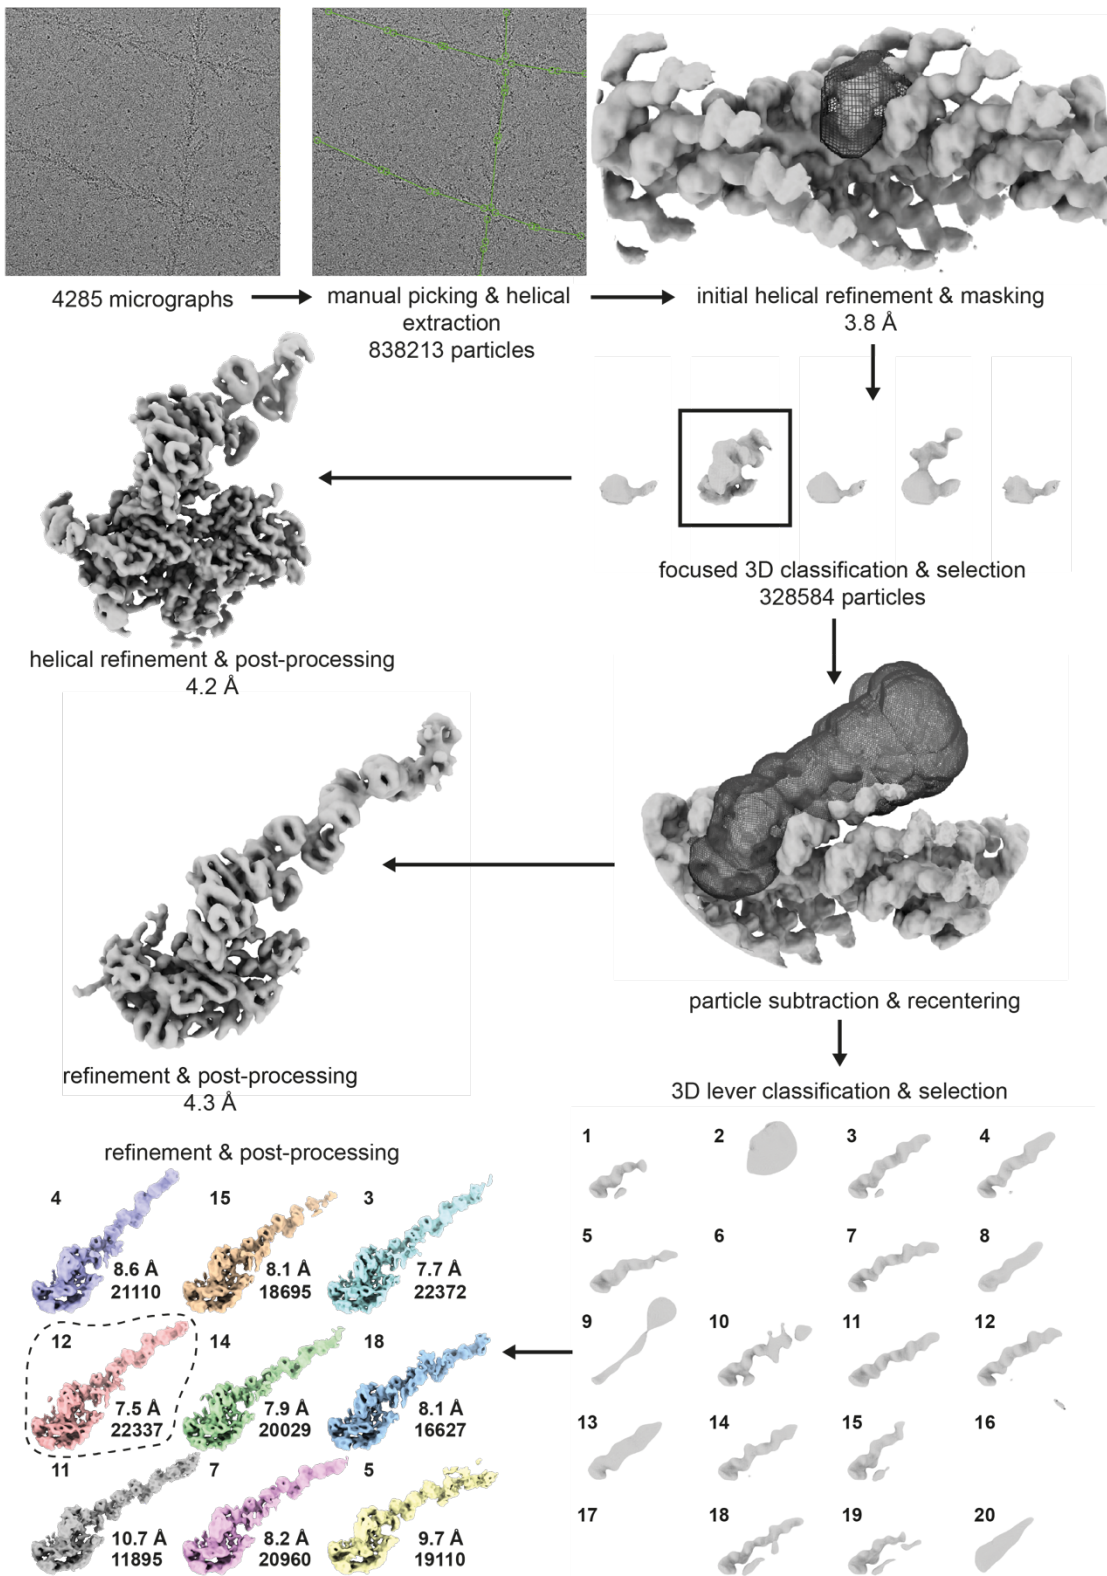 4285 micrographs
manual picking & helical
extraction
838213 particles
initial helical refinement & masking
3.8 Å
focused 3D classification & selection
328584 particles
helical refinement & post-processing
4.2 Å
particle subtraction & recentering
refinement & post-processing
4.3 Å
3D lever classification & selection
1 2 3 4
5 6 7 8
9 10 11 12
13 14 15 16
17 18 19 20
refinement & post-processing
4 15 3
8.6 Å 8.1 Å 7.7 Å
21110 18695 22372
12 14 18
7.5 Å 7.9 Å 8.1 Å
22337 20029 16627
11 7 5
10.7 Å 8.2 Å 9.7 Å
11895 20960 19110